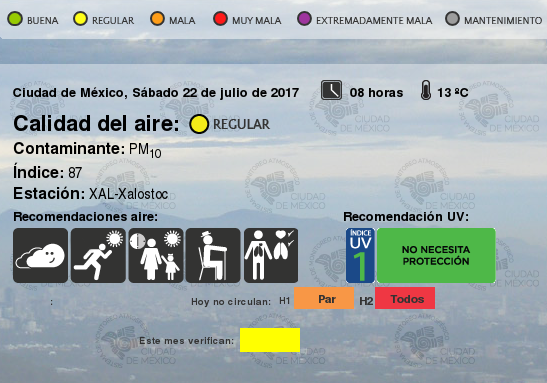 BUENA REGULAR MALA MUY MALA EXTREMADAMENTE MALA MANTENIMIENTO
Ciudad de México, Sábado 22 de julio de 2017 08 horas 13 ºC
Calidad del aire: REGULAR
Contaminante: PM10
Índice: 87
Estación: XAL-Xalostoc
Recomendaciones aire: Recomendación UV:
ÍNDICE
UV
1
NO NECESITA
PROTECCIÓN
: Hoy no circulan: H1 Par H2 Todos
Este mes verifican:
CIUDAD
DE MÉXICO